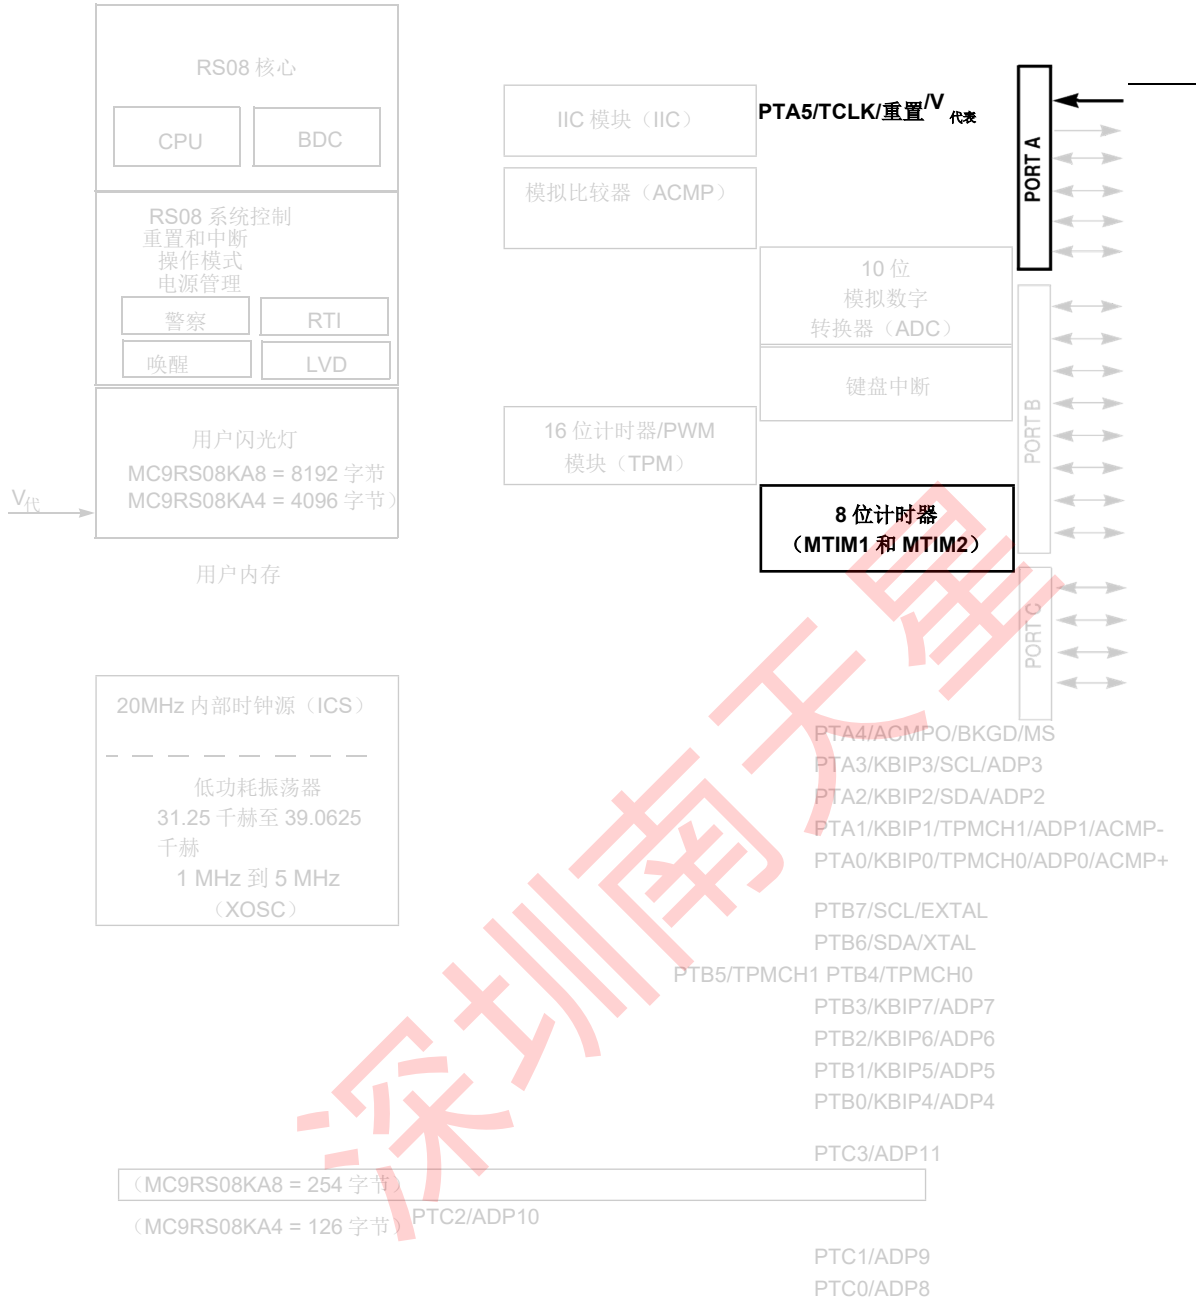 RS08 核心
CPU
BDC
RS08 系统控制
重置和中断
操作模式
电源管理
警察
RTI
唤醒
LVD
用户闪光灯
MC9RS08KA8 = 8192 字节
MC9RS08KA4 = 4096 字节）
V代
用户内存
20MHz 内部时钟源（ICS）
低功耗振荡器
31.25 千赫至 39.0625
千赫
1 MHz 到 5 MHz
（XOSC）
IIC 模块（IIC）
模拟比较器（ACMP）
PTA5/TCLK/重置/V 代表
10 位
模拟数字
转换器（ADC）
键盘中断
16 位计时器/PWM
模块（TPM）
8 位计时器
（MTIM1 和 MTIM2）
PORT A
PORT B
PORT C
PTA4/ACMPO/BKGD/MS
PTA3/KBIP3/SCL/ADP3
PTA2/KBIP2/SDA/ADP2
PTA1/KBIP1/TPMCH1/ADP1/ACMP-
PTA0/KBIP0/TPMCH0/ADP0/ACMP+
PTB7/SCL/EXTAL
PTB6/SDA/XTAL
PTB5/TPMCH1 PTB4/TPMCH0
PTB3/KBIP7/ADP7
PTB2/KBIP6/ADP6
PTB1/KBIP5/ADP5
PTB0/KBIP4/ADP4
PTC3/ADP11
（MC9RS08KA8 = 254 字节）
（MC9RS08KA4 = 126 字节）
PTC2/ADP10
PTC1/ADP9
PTC0/ADP8
深圳南天星